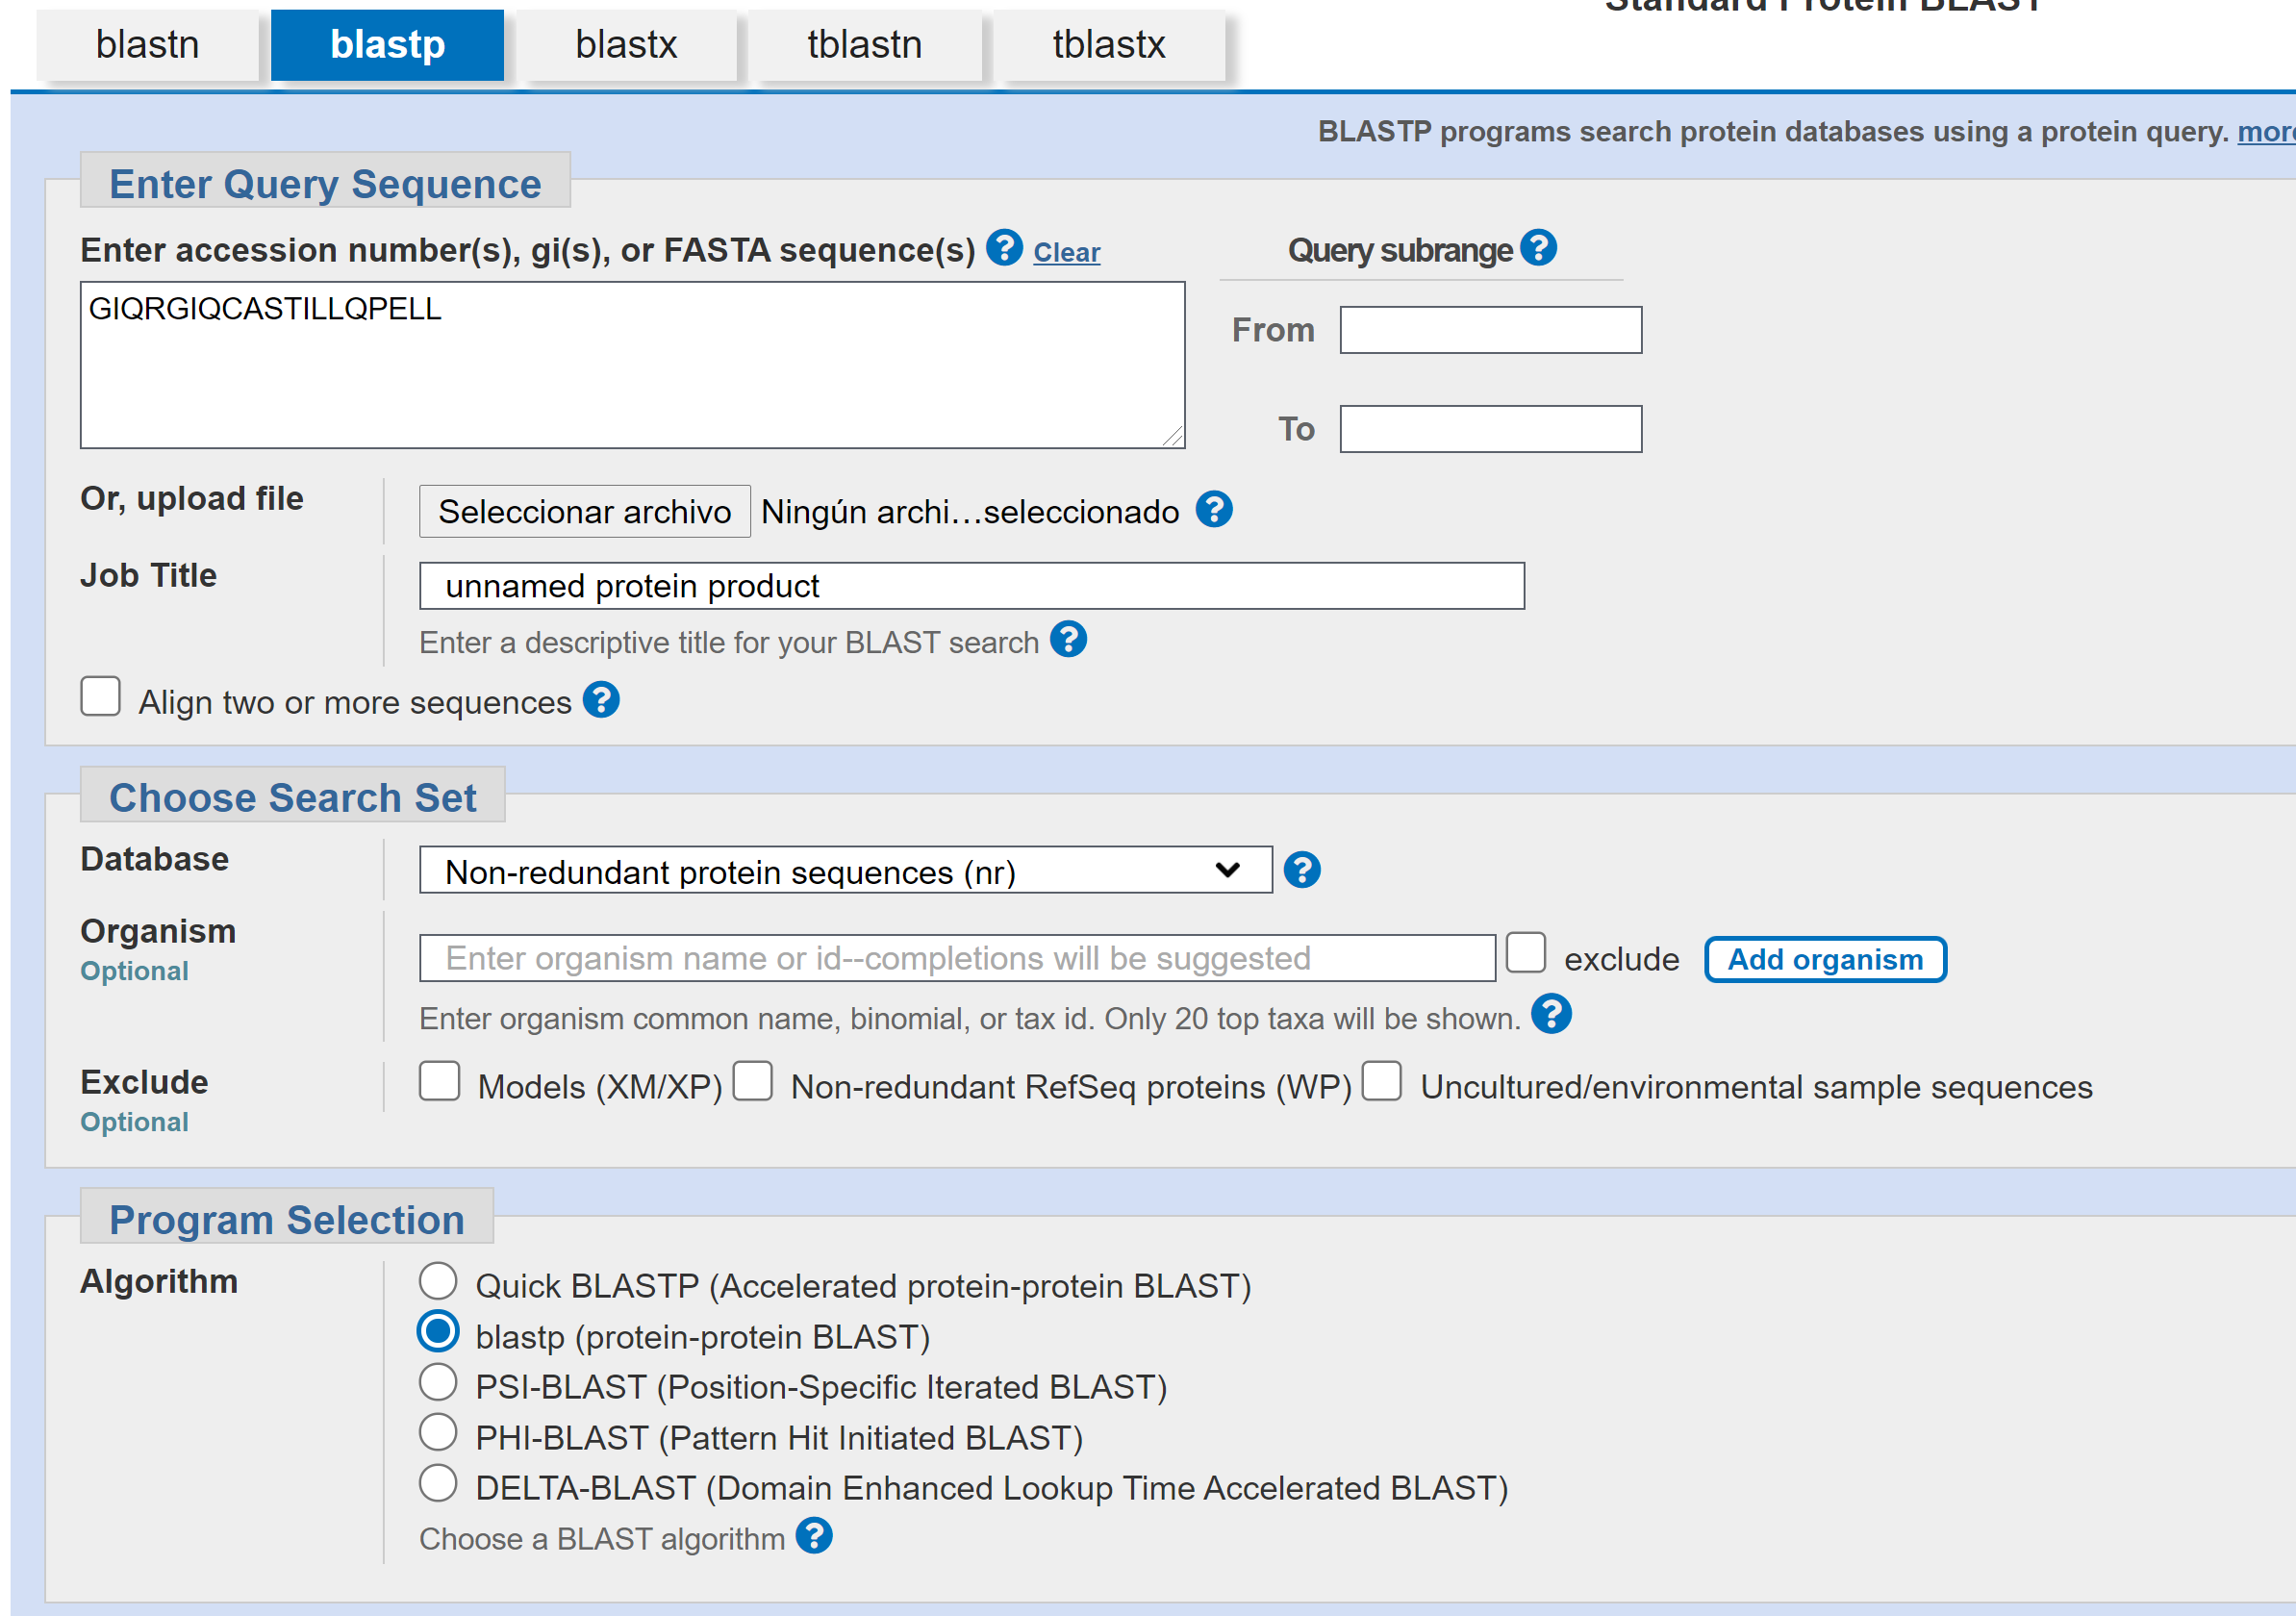 Standard Protein BLAST
blastn
blastp
blastx
tblastn
tblastx
BLASTP programs search protein databases using a protein query.
Enter Query Sequence
Enter accession number(s), gi(s), or FASTA sequence(s) Clear
Query subrange
GIQRGIQCASTILLQPELL
From
To
Or, upload file
Seleccionar archivo Ningún archi…seleccionado
Job Title
unnamed protein product
Enter a descriptive title for your BLAST search
Align two or more sequences
Choose Search Set
Database
Non-redundant protein sequences (nr)
Organism
Optional
Enter organism name or id--completions will be suggested
exclude
Add organism
Enter organism common name, binomial, or tax id. Only 20 top taxa will be shown.
Exclude
Optional
Models (XM/XP) Non-redundant RefSeq proteins (WP) Uncultured/environmental sample sequences
Program Selection
Algorithm
Quick BLASTP (Accelerated protein-protein BLAST)
blastp (protein-protein BLAST)
PSI-BLAST (Position-Specific Iterated BLAST)
PHI-BLAST (Pattern Hit Initiated BLAST)
DELTA-BLAST (Domain Enhanced Lookup Time Accelerated BLAST)
Choose a BLAST algorithm